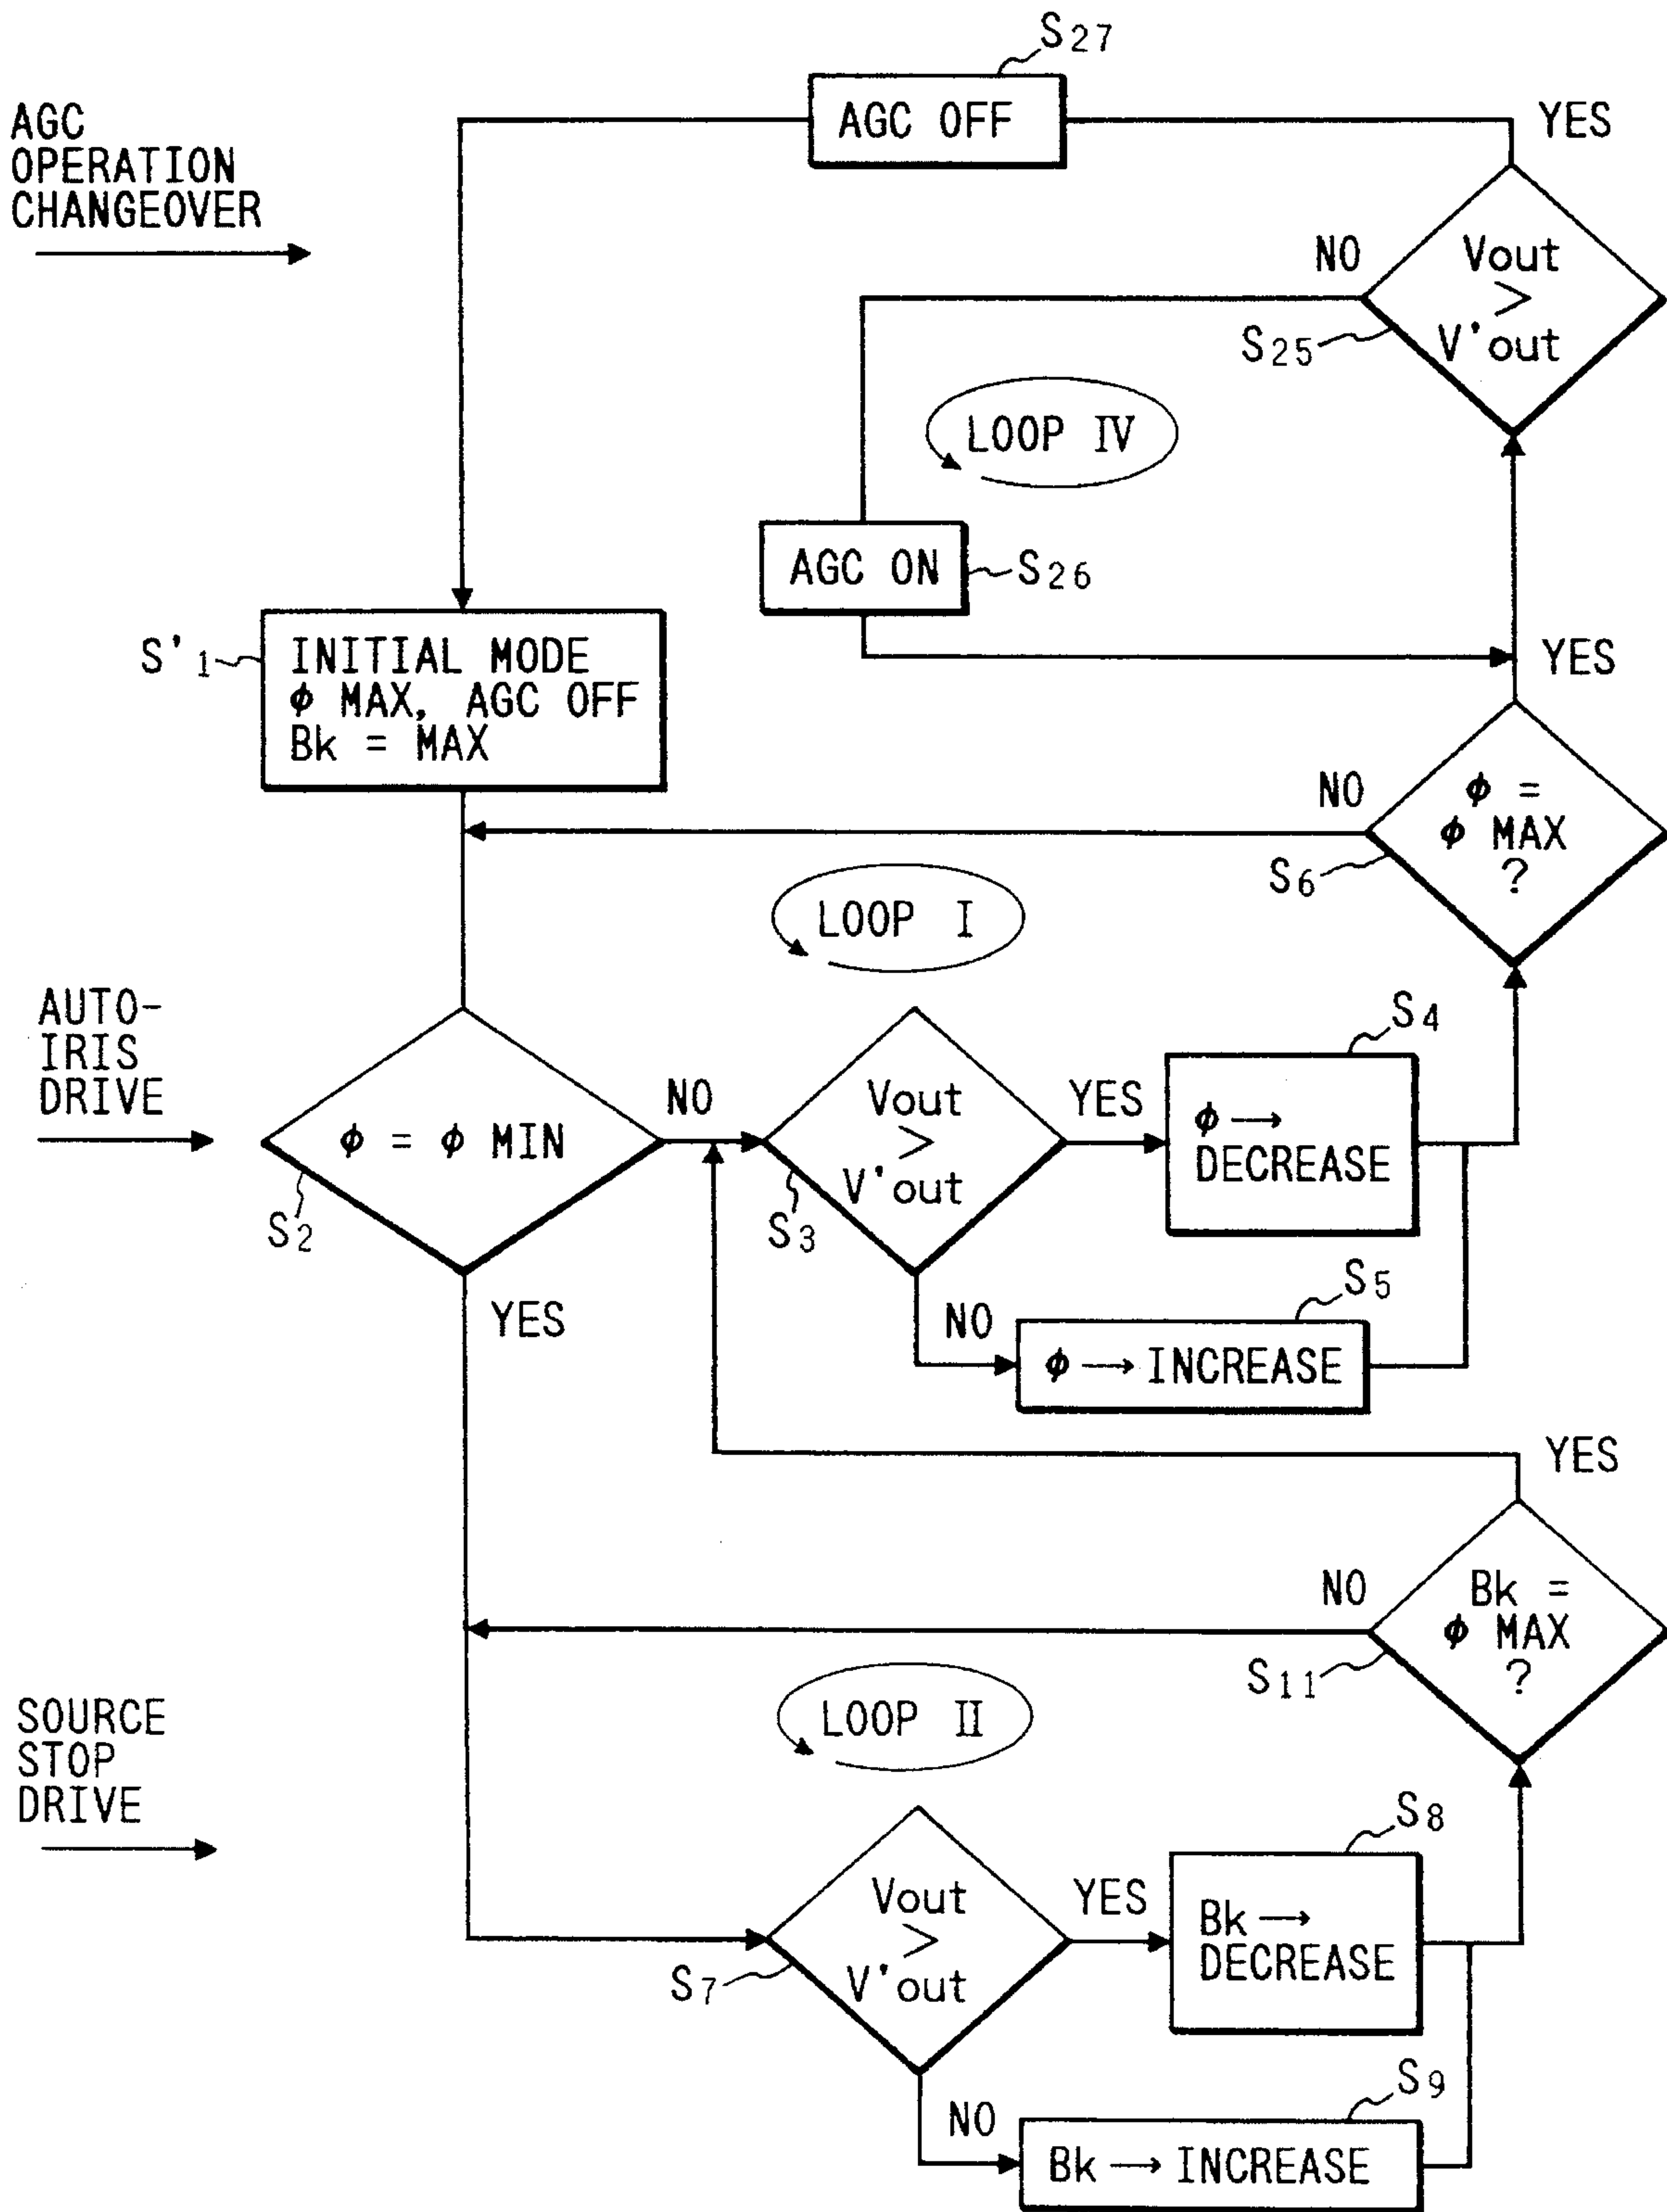 S27
AGC OFF
YES
AGC
OPERATION
CHANGEOVER
NO
Vout
>
V'out
S25
LOOP IV
AGC ON
S26
S'1
INITIAL MODE
ϕ MAX, AGC OFF
Bk = MAX
YES
NO
ϕ =
ϕ MAX
?
S6
LOOP I
AUTO-
IRIS
DRIVE
ϕ = ϕ MIN
S2
NO
Vout
>
V'out
S3
YES
S4
ϕ →
DECREASE
YES
NO
S5
ϕ → INCREASE
YES
NO
Bk =
ϕ MAX
?
S11
LOOP II
SOURCE
STOP
DRIVE
Vout
>
V'out
S7
YES
S8
Bk →
DECREASE
NO
S9
Bk → INCREASE